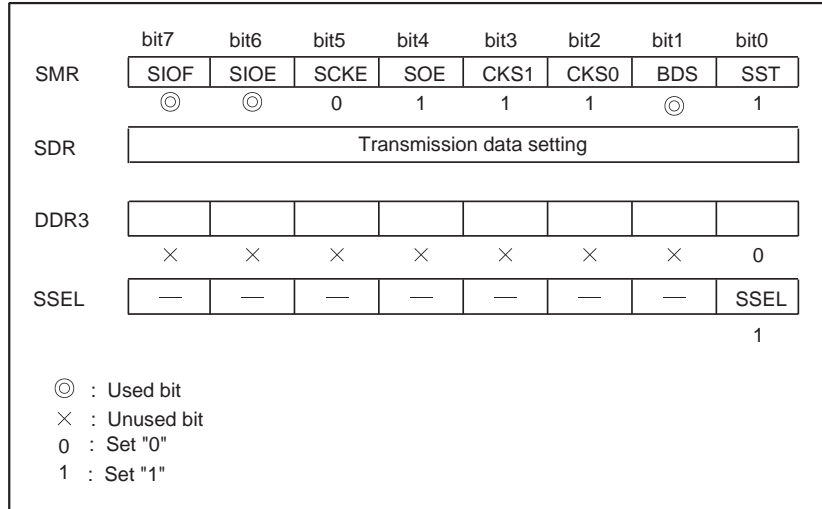 bit7 bit6 bit5 bit4 bit3 bit2 bit1 bit0
SMR SIOF SIOE SCKE SOE CKS1 CKS0 BDS SST
◎ ◎ 0 1 1 1 ◎ 1
SDR Transmission data setting
DDR3
× × × × × × × 0
SSEL — — — — — — — SSEL
1
◎ : Used bit
× : Unused bit
0 : Set "0"
1 : Set "1"